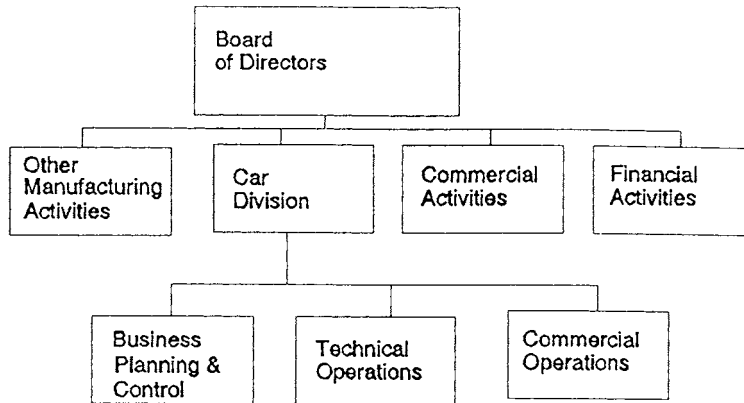 Board
of Directors
Other
Manufacturing
Activities
Car
Division
Commercial
Activities
Financial
Activities
Business
Planning &
Control
Technical
Operations
Commercial
Operations